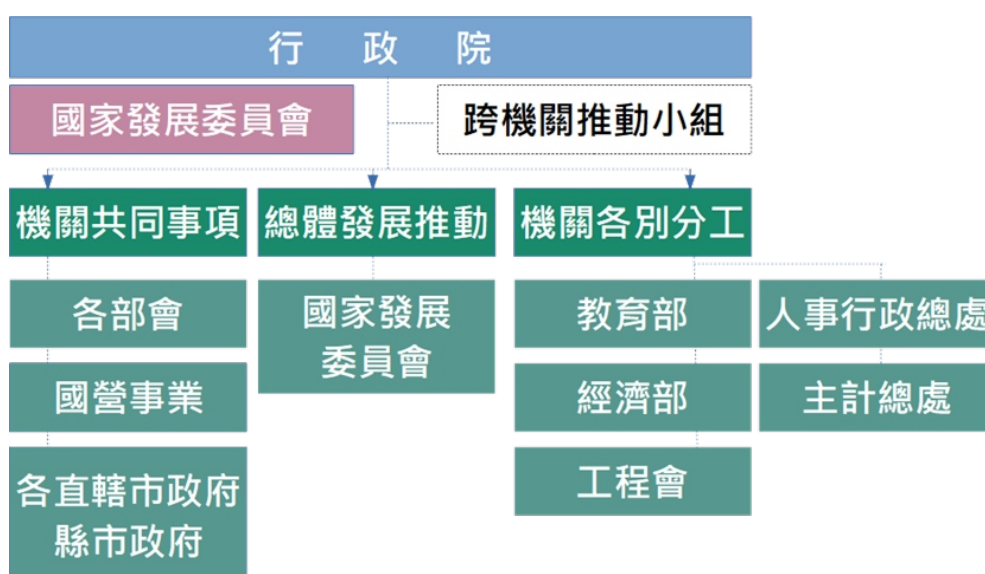 行政院
國家發展委員會
跨機關推動小組
機關共同事項
總體發展推動
機關各別分工
各部會
國家發展
委員會
教育部
人事行政總處
國營事業
經濟部
主計總處
各直轄市政府
縣市政府
工程會